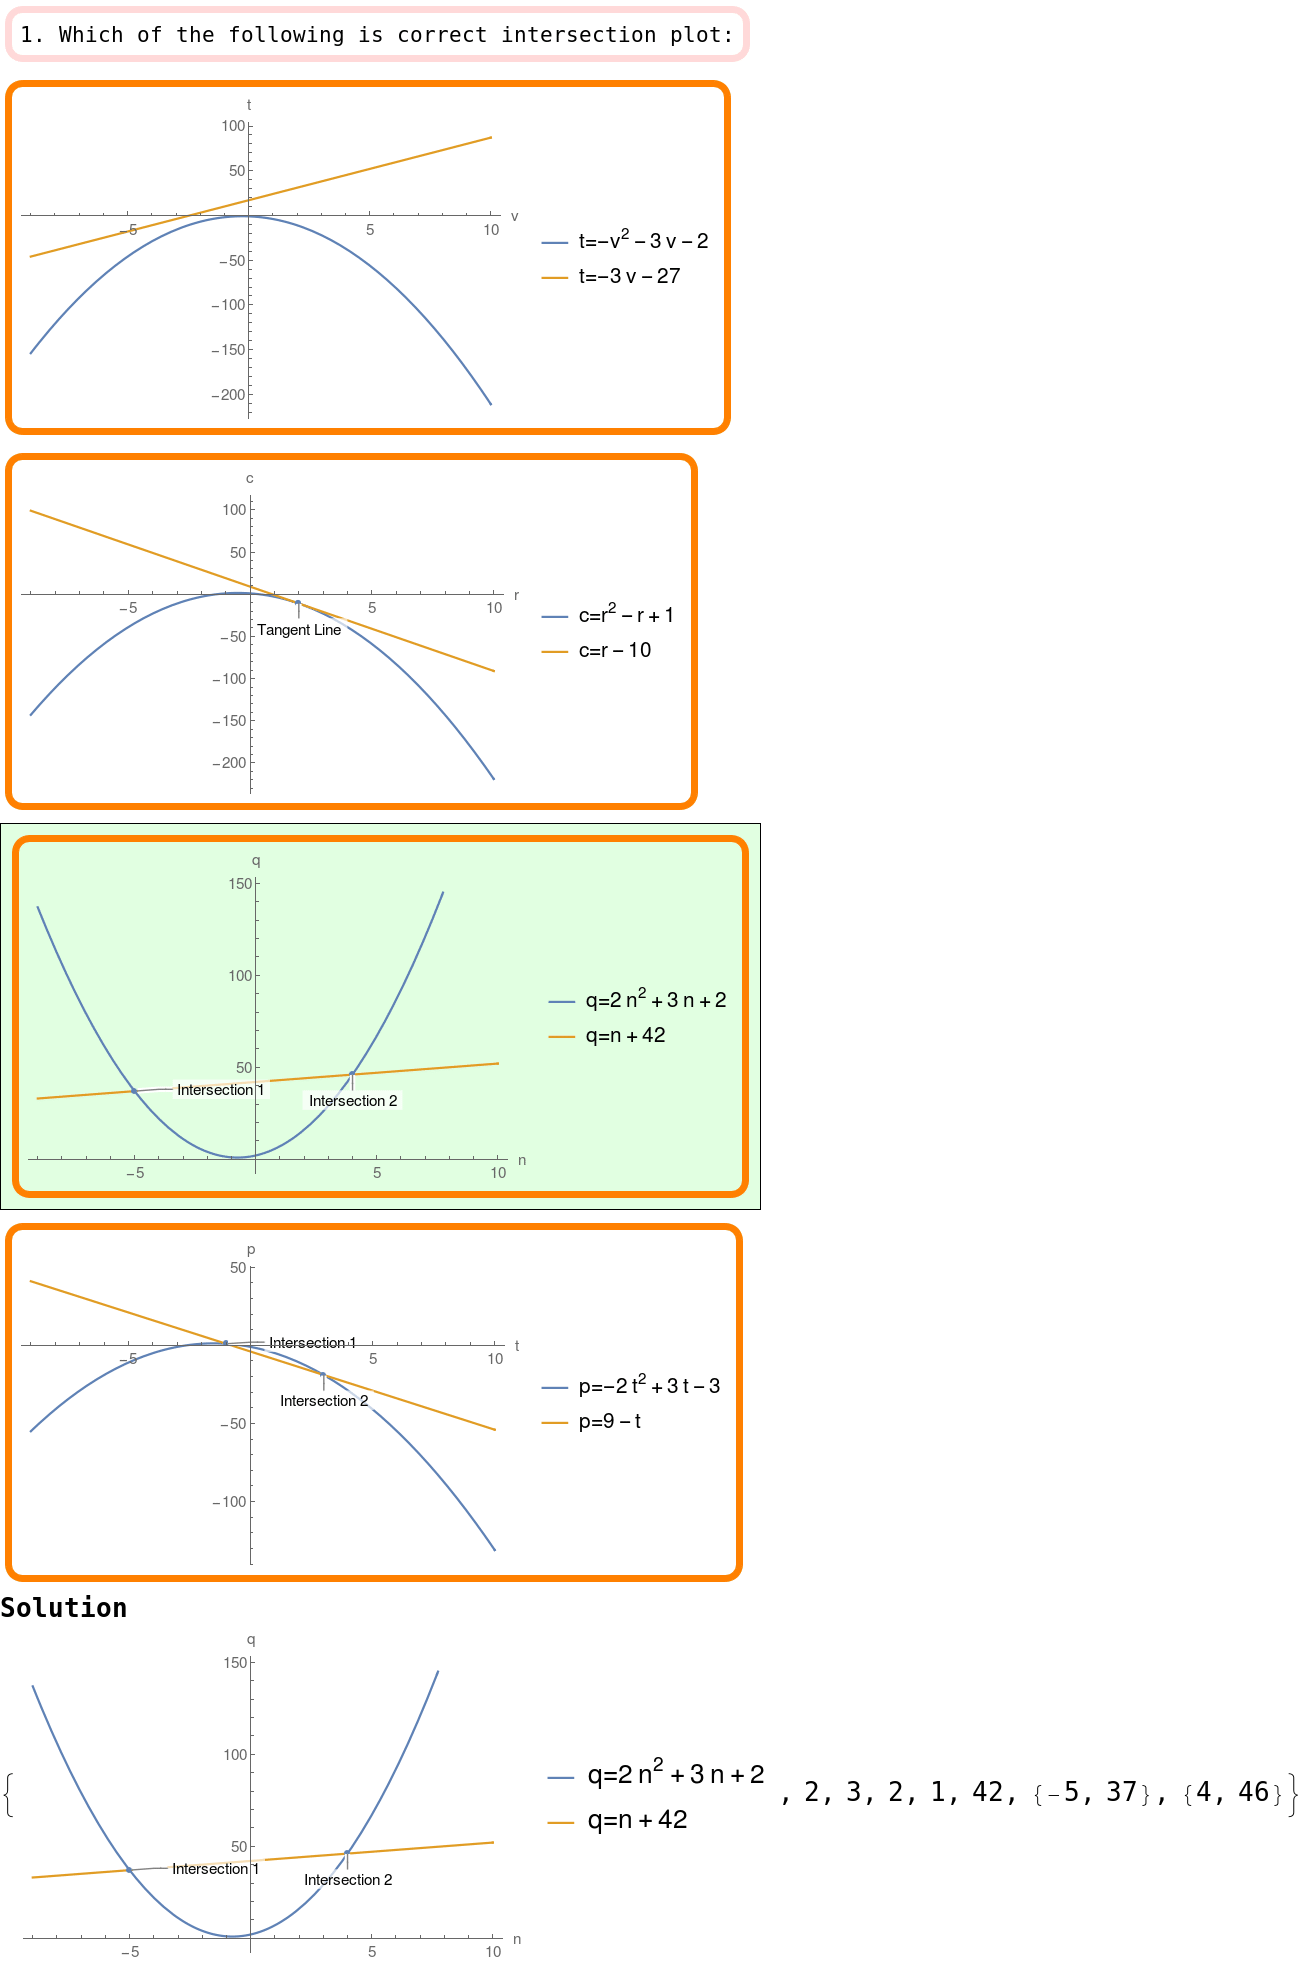 1. Which of the following is correct intersection plot:
t
100
50
−5 5 10 v
−50
−100
−150
−200
t=−v² − 3 v − 2
t=−3 v − 27
c
100
50
−5 5 10 r
Tangent Line
−50
−100
−150
−200
c=r² − r + 1
c=r − 10
q
150
100
50
Intersection 1
Intersection 2
−5 5 10 n
q=2 n² + 3 n + 2
q=n + 42
p
50
Intersection 1
−5 5 10 t
Intersection 2
−50
−100
p=−2 t² + 3 t − 3
p=9 − t
Solution
q
150
100
50
Intersection 1
Intersection 2
−5 5 10 n
{ q=2 n² + 3 n + 2
q=n + 42
, 2, 3, 2, 1, 42, {-5, 37}, {4, 46}}